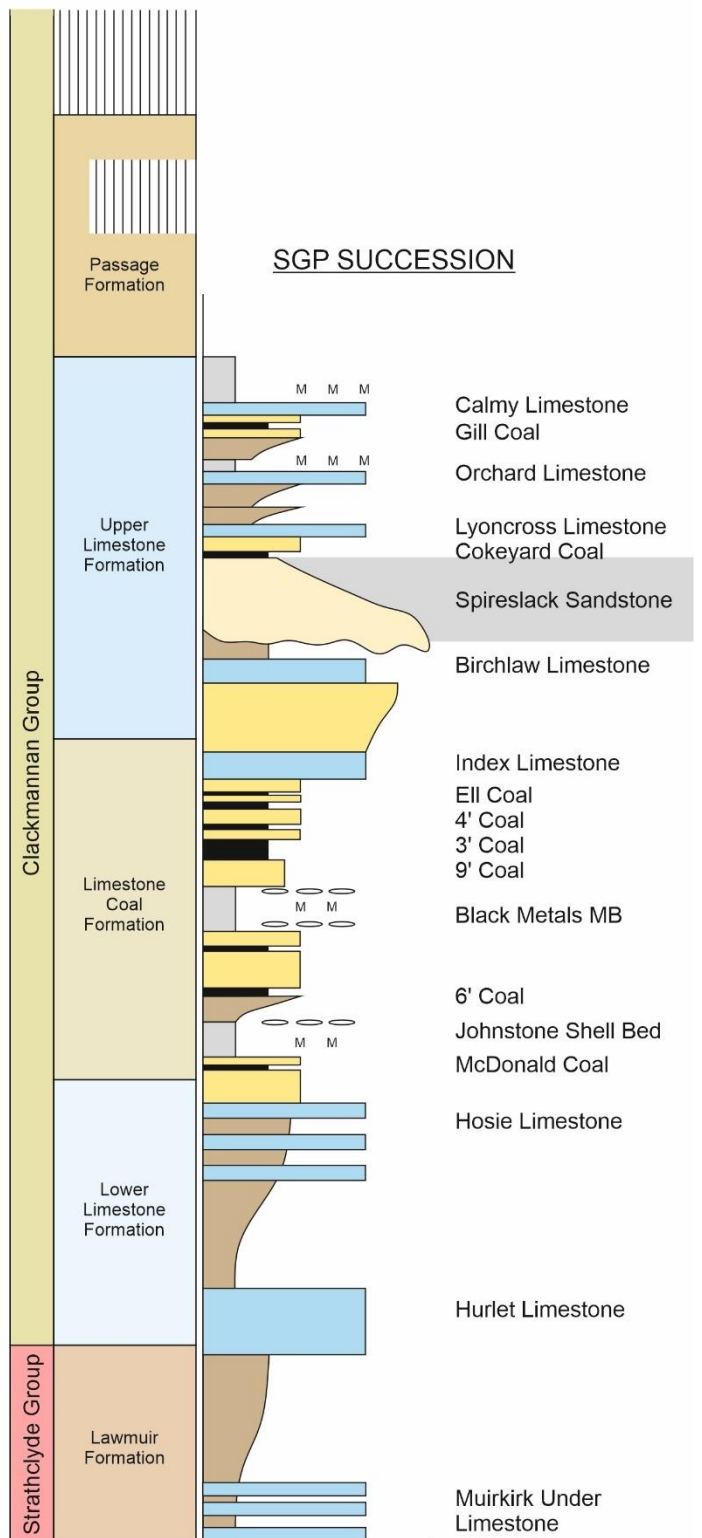 SGP SUCCESSION
Passage
Formation
M M M
Calmy Limestone
Gill Coal
M M M
Orchard Limestone
Upper
Limestone
Formation
Lyoncross Limestone
Cokeyard Coal
Spireslack Sandstone
Birchlaw Limestone
Clackmannan Group
Index Limestone
Ell Coal
4' Coal
3' Coal
9' Coal
Limestone
Coal
Formation
M M
Black Metals MB
6' Coal
Johnstone Shell Bed
M M
McDonald Coal
Hosie Limestone
Lower
Limestone
Formation
Hurlet Limestone
Strathclyde Group
Lawmuir
Formation
Muirkirk Under
Limestone